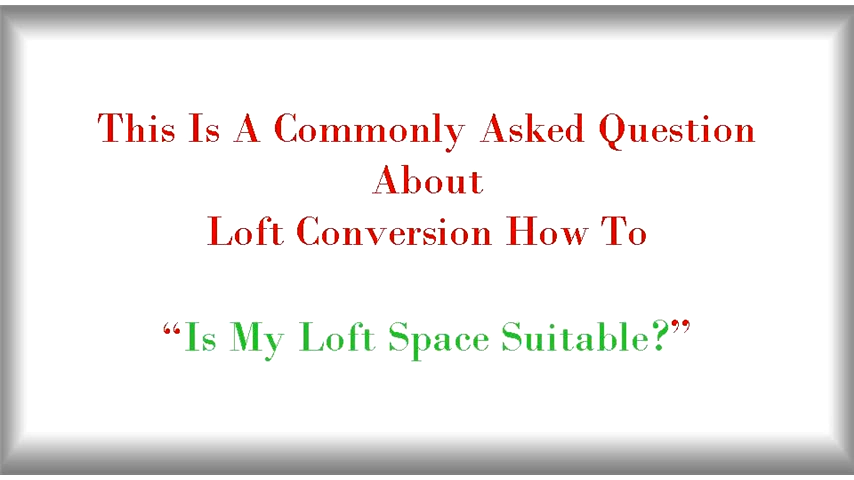 This Is A Commonly Asked Question
About
Loft Conversion How To
“Is My Loft Space Suitable?”